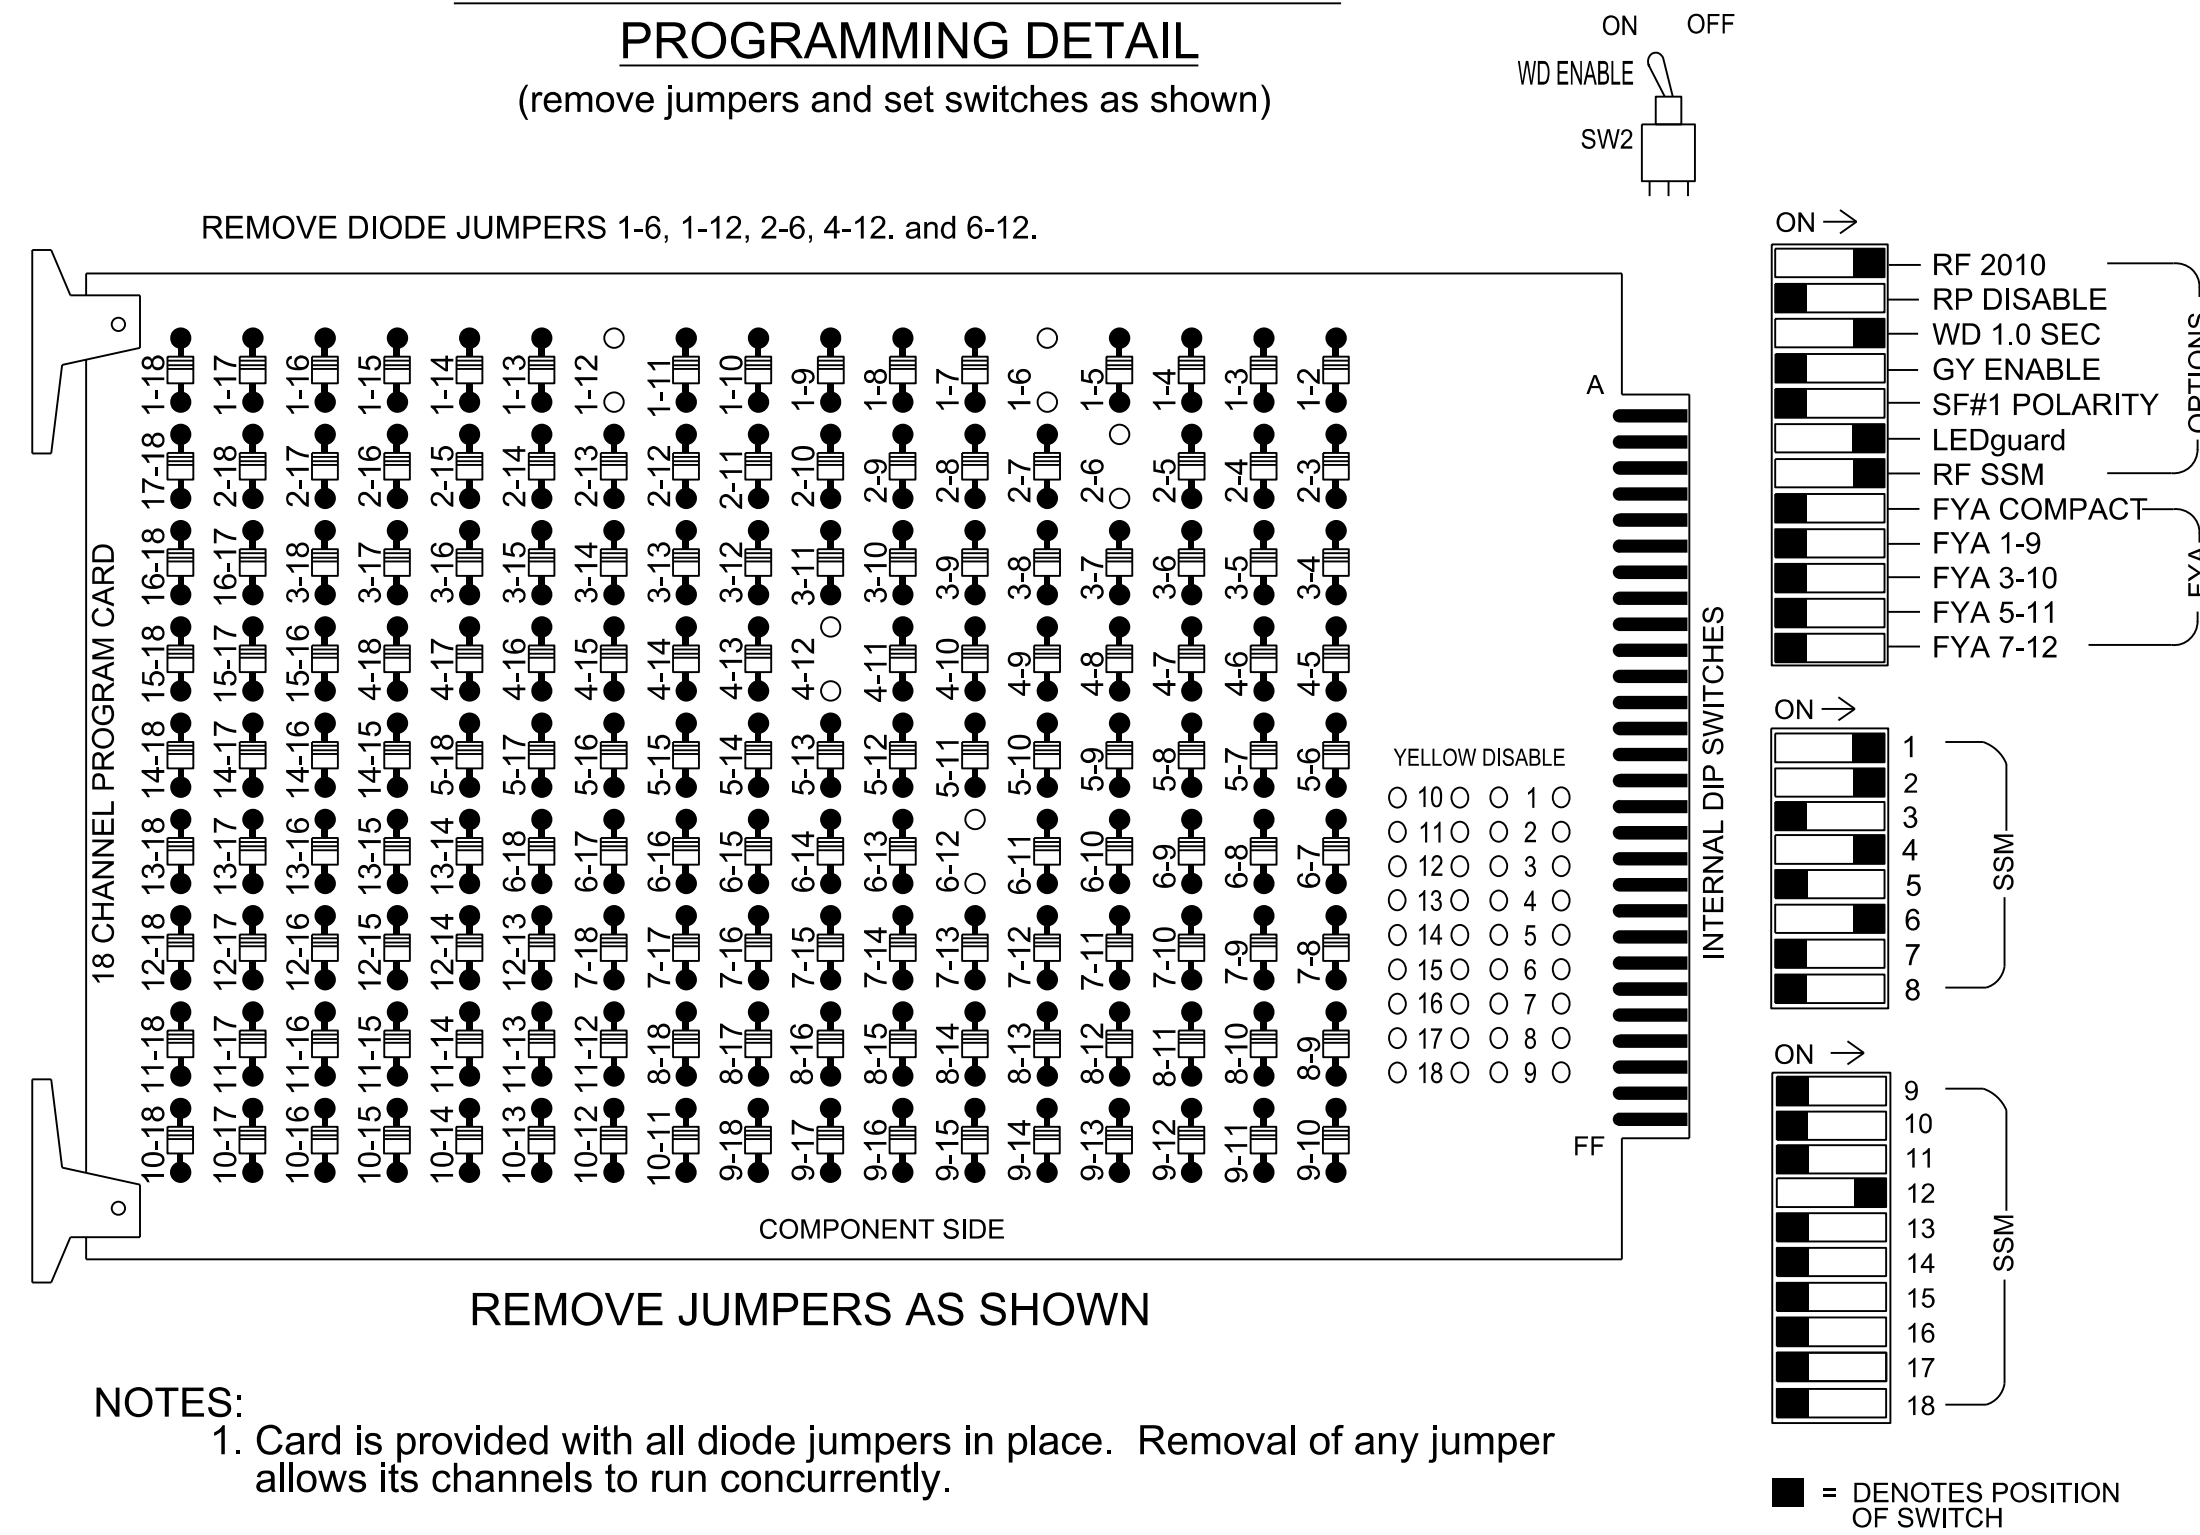 PROGRAMMING DETAIL
(remove jumpers and set switches as shown)
ON OFF
WD ENABLE
SW2
REMOVE DIODE JUMPERS 1-6, 1-12, 2-6, 4-12. and 6-12.
1-18 1-17 1-16 1-15 1-14 1-13 1-12 1-11 1-10 1-9 1-8 1-7 1-6 1-5 1-4 1-3 1-2
17-18 2-18 2-17 2-16 2-15 2-14 2-13 2-12 2-11 2-10 2-9 2-8 2-7 2-6 2-5 2-4 2-3
16-18 16-17 3-18 3-17 3-16 3-15 3-14 3-13 3-12 3-11 3-10 3-9 3-8 3-7 3-6 3-5 3-4
15-18 15-17 15-16 4-18 4-17 4-16 4-15 4-14 4-13 4-12 4-11 4-10 4-9 4-8 4-7 4-6 4-5
14-18 14-17 14-16 14-15 5-18 5-17 5-16 5-15 5-14 5-13 5-12 5-11 5-10 5-9 5-8 5-7 5-6
13-18 13-17 13-16 13-15 13-14 6-18 6-17 6-16 6-15 6-14 6-13 6-12 6-11 6-10 6-9 6-8 6-7
12-18 12-17 12-16 12-15 12-14 12-13 7-18 7-17 7-16 7-15 7-14 7-13 7-12 7-11 7-10 7-9 7-8
11-18 11-17 11-16 11-15 11-14 11-13 11-12 8-18 8-17 8-16 8-15 8-14 8-13 8-12 8-11 8-10 8-9
10-18 10-17 10-16 10-15 10-14 10-13 10-12 10-11 9-18 9-17 9-16 9-15 9-14 9-13 9-12 9-11 9-10
18 CHANNEL PROGRAM CARD
A
FF
YELLOW DISABLE
10 1
11 2
12 3
13 4
14 5
15 6
16 7
17 8
18 9
COMPONENT SIDE
INTERNAL DIP SWITCHES
ON
RF 2010
RP DISABLE
WD 1.0 SEC
GY ENABLE
SF#1 POLARITY
LEDguard
RF SSM
OPTIONS
FYA COMPACT
FYA 1-9
FYA 3-10
FYA 5-11
FYA 7-12
FYA
ON
1
2
3
4
5
6
7
8
SSM
ON
9
10
11
12
13
14
15
16
17
18
SSM
= DENOTES POSITION
OF SWITCH
REMOVE JUMPERS AS SHOWN
NOTES:
1. Card is provided with all diode jumpers in place. Removal of any jumper
allows its channels to run concurrently.